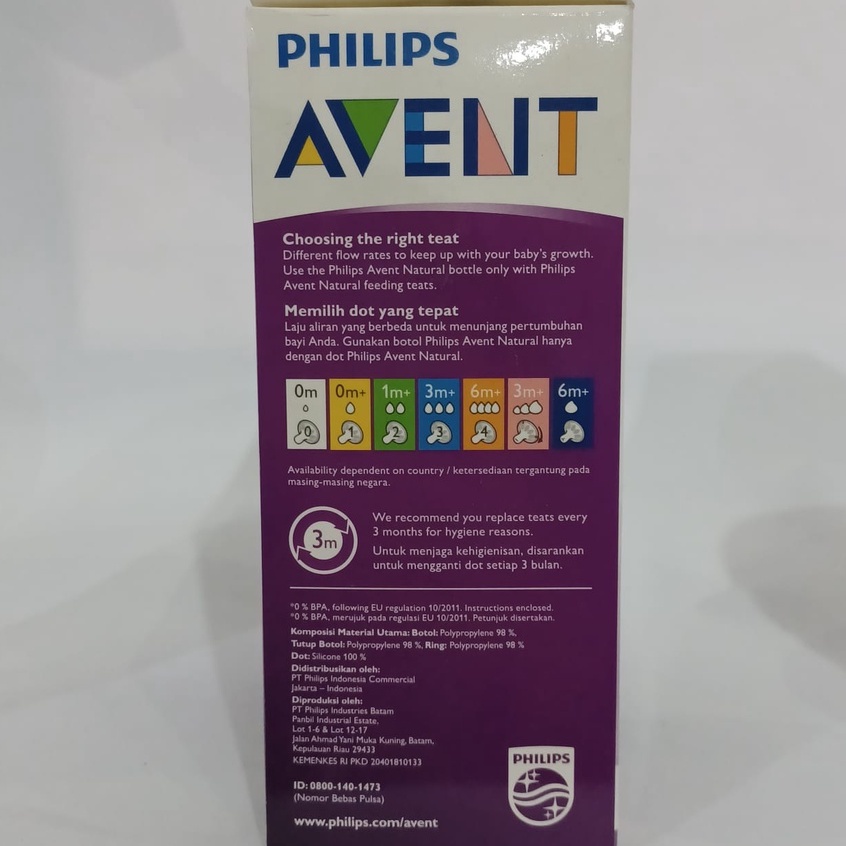 PHILIPS
AVENT
Choosing the right teat
Different flow rates to keep up with your baby's growth.
Use the Philips Avent Natural bottle only with Philips
Avent Natural feeding teats.
Memilih dot yang tepat
Laju aliran yang berbeda untuk menunjang pertumbuhan
bayi Anda. Gunakan botol Philips Avent Natural hanya
dengan dot Philips Avent Natural.
0m 0m+ 1m+ 3m+ 6m+ 3m+ 6m+
0 1 2 3 4
Availability dependent on country / ketersediaan tergantung pada
masing-masing negara.
3m
We recommend you replace teats every
3 months for hygiene reasons.
Untuk menjaga kehigienisan, disarankan
untuk mengganti dot setiap 3 bulan.
*0 % BPA, following EU regulation 10/2011. Instructions enclosed.
*0 % BPA, merujuk pada regulasi EU 10/2011. Petunjuk disertakan.
Komposisi Material Utama: Botol: Polypropylene 98 %,
Tutup Botol: Polypropylene 98 %, Ring: Polypropylene 98 %
Dot: Silicone 100 %
Didistribusikan oleh:
PT Philips Indonesia Commercial
Jakarta – Indonesia
Diproduksi oleh:
PT Philips Industries Batam
Panbil Industrial Estate,
Lot 1-6 & Lot 12-17
Jalan Ahmad Yani Muka Kuning, Batam,
Kepulauan Riau 29433
KEMENKES RI PKD 20401810133
ID: 0800-140-1473
(Nomor Bebas Pulsa)
www.philips.com/avent
PHILIPS